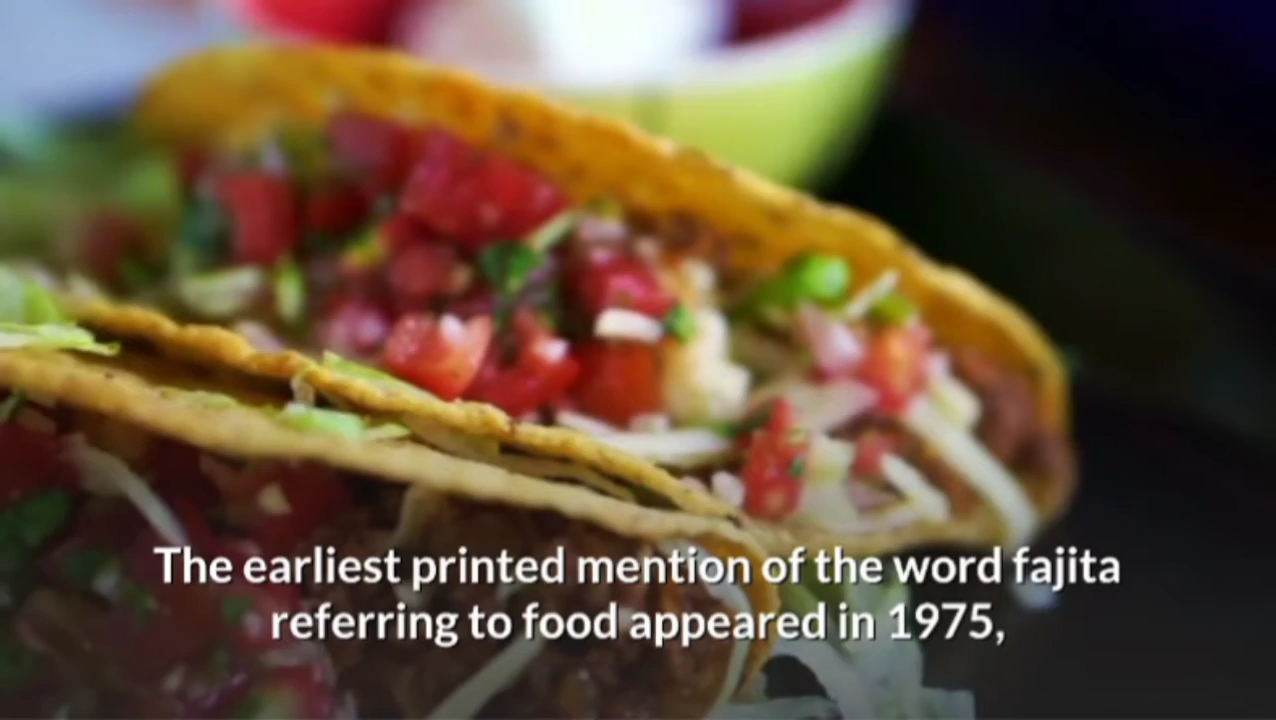 The earliest printed mention of the word fajita
referring to food appeared in 1975,